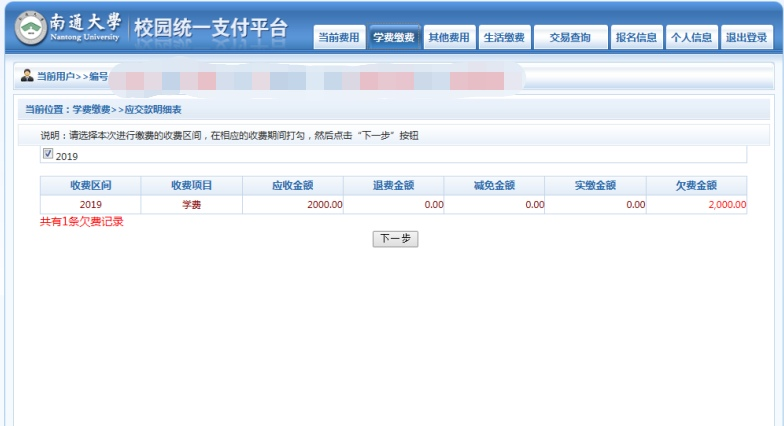 南通大学
Nantong University
校园统一支付平台
当前费用 学费缴费 其他费用 生活缴费 交易查询 报名信息 个人信息 退出登录
当前用户>>编号
当前位置：学费缴费>>应交款明细表
说明：请选择本次进行缴费的收费区间，在相应的收费期间打勾，然后点击“下一步”按钮
2019
收费区间 收费项目 应收金额 退费金额 减免金额 实缴金额 欠费金额
2019 学费 2000.00 0.00 0.00 0.00 2,000.00
共有1条欠费记录
下一步